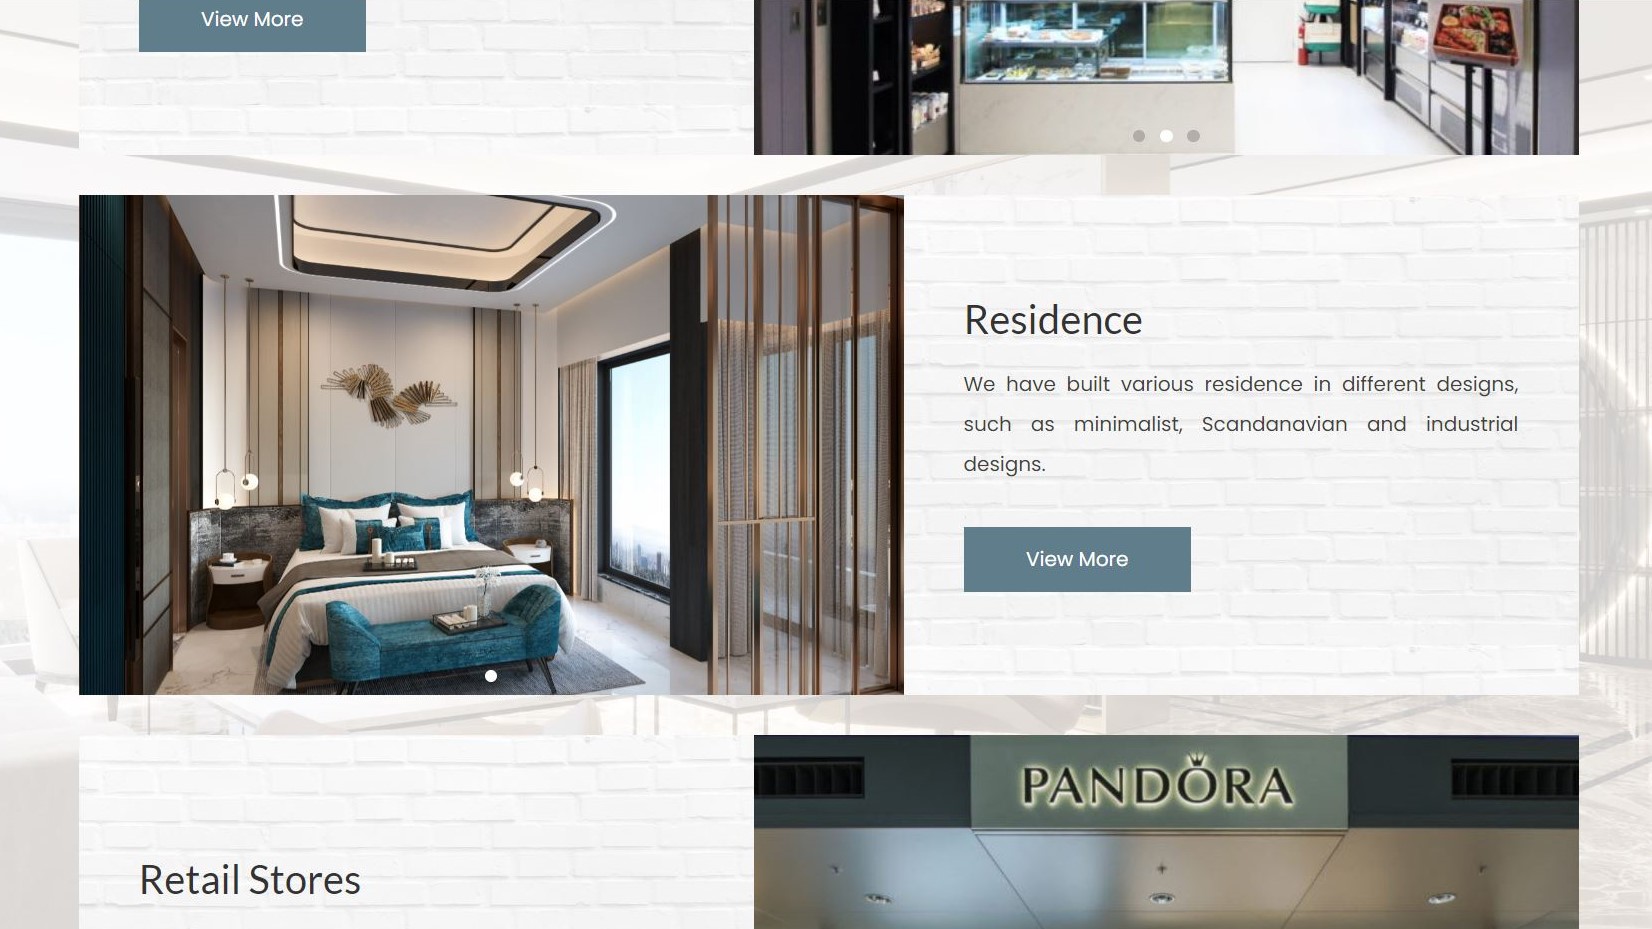 View More
Residence
We have built various residence in different designs,
such as minimalist, Scandanavian and industrial
designs.
View More
PANDORA
Retail Stores